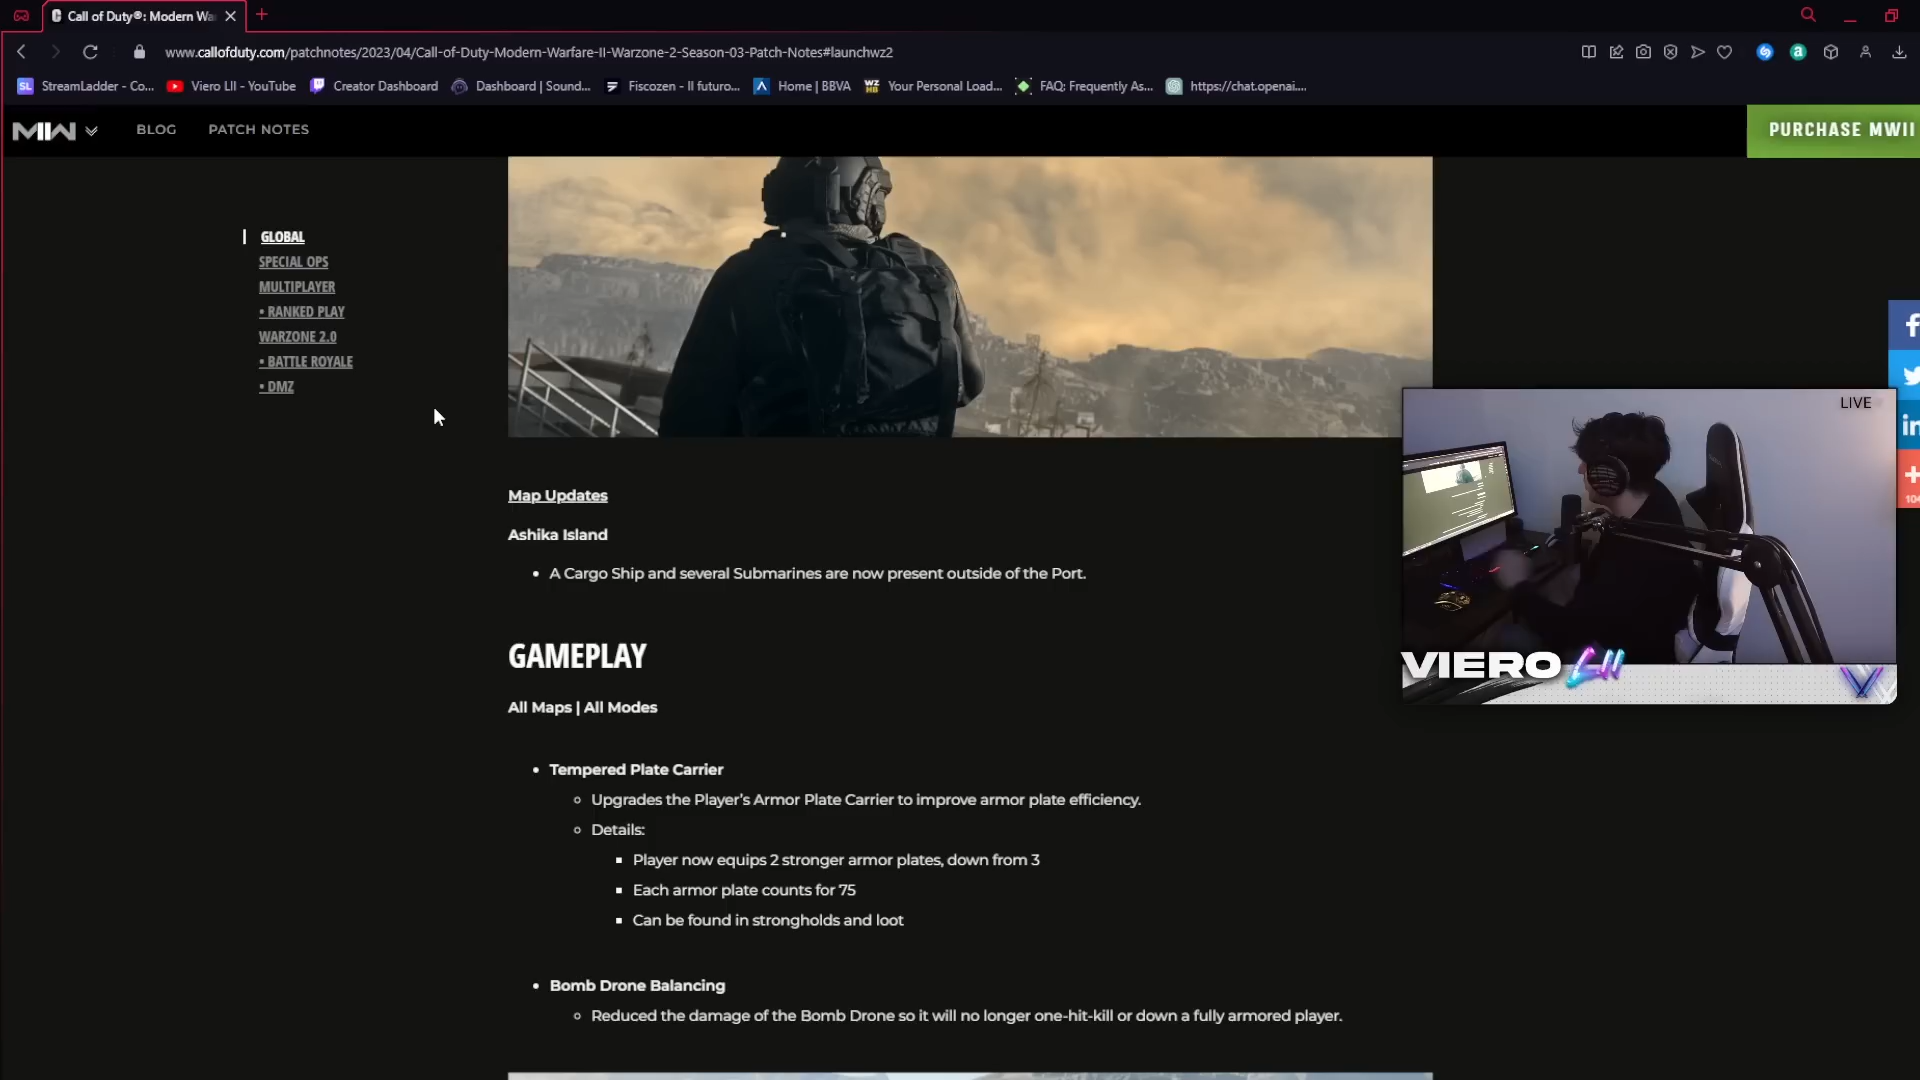 Call of Duty®: Modern Wa
www.callofduty.com/patchnotes/2023/04/Call-of-Duty-Modern-Warfare-II-Warzone-2-Season-03-Patch-Notes#launchwz2
SL StreamLadder - Co...
Viero LII - YouTube
Creator Dashboard
Dashboard | Sound...
Fiscozen - Il futuro...
Home | BBVA
Your Personal Load...
FAQ: Frequently As...
https://chat.openai....
MW
BLOG
PATCH NOTES
PURCHASE MWII
GLOBAL
SPECIAL OPS
MULTIPLAYER
• RANKED PLAY
WARZONE 2.0
• BATTLE ROYALE
• DMZ
LIVE
VIERO LII
Map Updates
Ashika Island
• A Cargo Ship and several Submarines are now present outside of the Port.
GAMEPLAY
All Maps | All Modes
• Tempered Plate Carrier
Upgrades the Player's Armor Plate Carrier to improve armor plate efficiency.
Details:
Player now equips 2 stronger armor plates, down from 3
Each armor plate counts for 75
Can be found in strongholds and loot
• Bomb Drone Balancing
Reduced the damage of the Bomb Drone so it will no longer one-hit-kill or down a fully armored player.